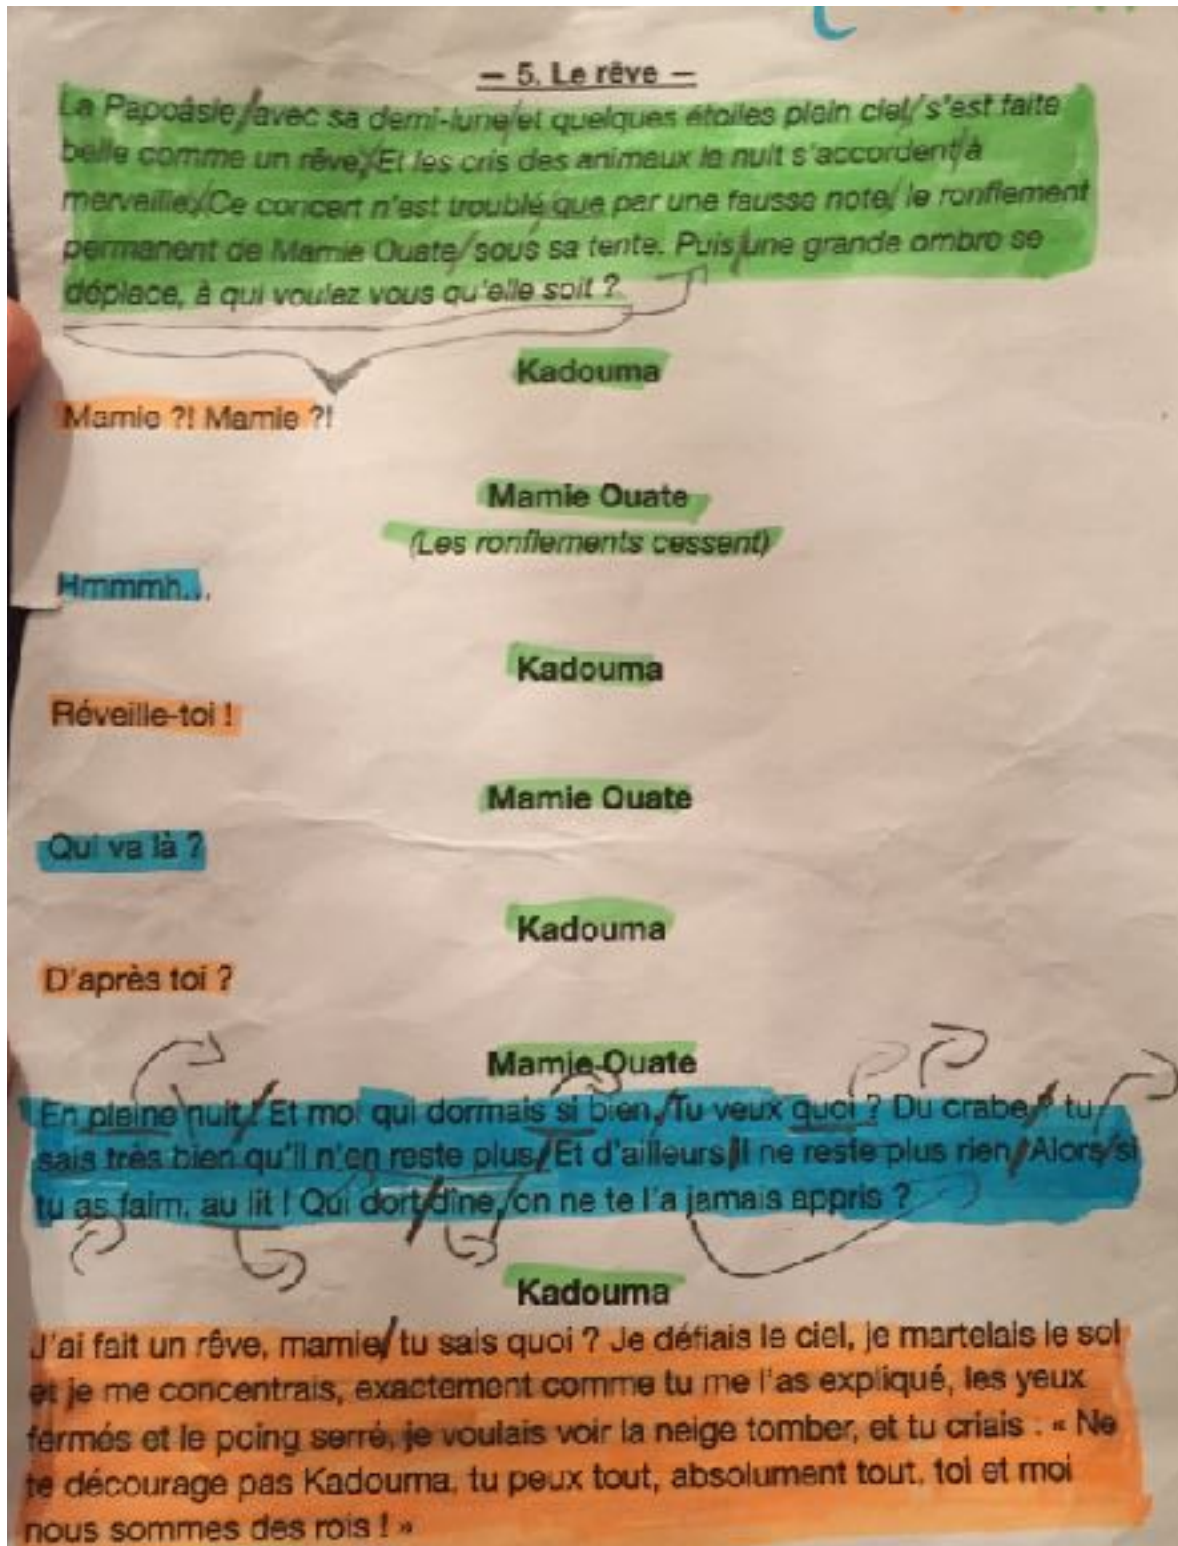 — 5. Le rêve —
La Papoâsie, avec sa demi-lune et quelques étoiles plein ciel, s'est faite
belle comme un rêve. Et les cris des animaux la nuit s'accordent à
merveille. Ce concert n'est troublé que par une fausse note, le ronflement
permanent de Mamie Ouate sous sa tente. Puis une grande ombre se
déplace, à qui voulez vous qu'elle soit ?
Kadouma
Mamie ?! Mamie ?!
Mamie Ouate
(Les ronflements cessent)
Hmmmh...
Kadouma
Réveille-toi !
Mamie Ouate
Qui va là ?
Kadouma
D'après toi ?
Mamie Ouate
En pleine nuit. Et moi qui dormais si bien. Tu veux quoi ? Du crabe, tu
sais très bien qu'il n'en reste plus. Et d'ailleurs il ne reste plus rien. Alors si
tu as faim, au lit ! Qui dort dîne, on ne te l'a jamais appris ?
Kadouma
J'ai fait un rêve, mamie, tu sais quoi ? Je défiais le ciel, je martelais le sol
et je me concentrais, exactement comme tu me l'as expliqué, les yeux
fermés et le poing serré, je voulais voir la neige tomber, et tu criais : « Ne
te décourage pas Kadouma, tu peux tout, absolument tout, toi et moi
nous sommes des rois ! »